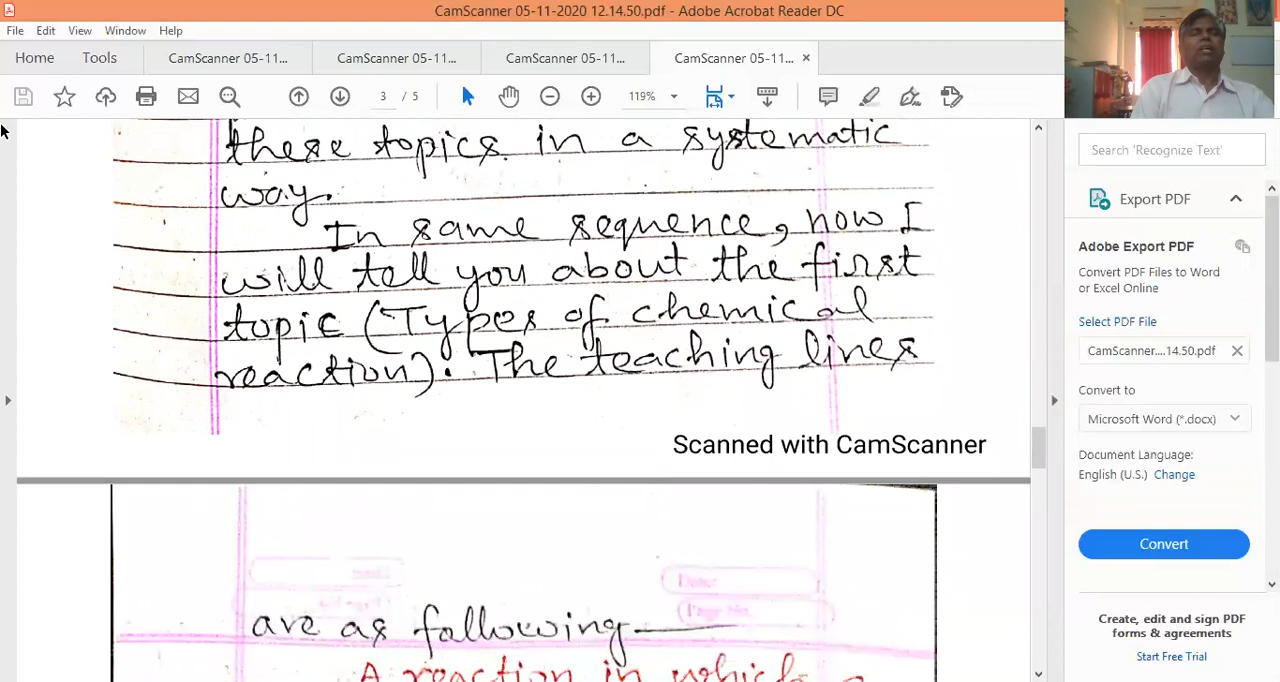 CamScanner 05-11-2020 12.14.50.pdf - Adobe Acrobat Reader DC
File Edit View Window Help
Home Tools CamScanner 05-11... CamScanner 05-11... CamScanner 05-11... CamScanner 05-11... ×
3 / 5 119%
these topics in a systematic
way.
In same sequence, now I
will tell you about the first
topic (Types of chemical
reaction). The teaching lines
Scanned with CamScanner
are as following
A reaction in which
Date:
Page No.
Search 'Recognize Text'
Export PDF
Adobe Export PDF
Convert PDF Files to Word
or Excel Online
Select PDF File
CamScanner....14.50.pdf
Convert to
Microsoft Word (*.docx)
Document Language:
English (U.S.) Change
Convert
Create, edit and sign PDF
forms & agreements
Start Free Trial